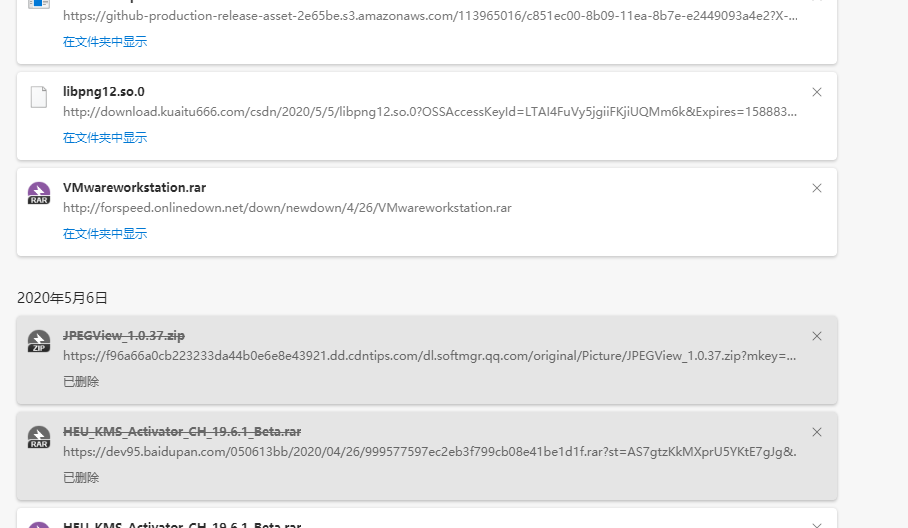 https://github-production-release-asset-2e65be.s3.amazonaws.com/113965016/c851ec00-8b09-11ea-8b7e-e2449093a4e2?X-...
在文件夹中显示
libpng12.so.0
http://download.kuaitu666.com/csdn/2020/5/5/libpng12.so.0?OSSAccessKeyId=LTAI4FuVy5jgiiFKjiUQMm6k&Expires=158883...
在文件夹中显示
RAR
VMwareworkstation.rar
http://forspeed.onlinedown.net/down/newdown/4/26/VMwareworkstation.rar
在文件夹中显示
2020年5月6日
ZIP
JPEGView_1.0.37.zip
https://f96a66a0cb223233da44b0e6e8e43921.dd.cdntips.com/dl.softmgr.qq.com/original/Picture/JPEGView_1.0.37.zip?mkey=...
已删除
RAR
HEU_KMS_Activator_CH_19.6.1_Beta.rar
https://dev95.baidupan.com/050613bb/2020/04/26/999577597ec2eb3f799cb08e41be1d1f.rar?st=AS7gtzKkMXprU5YKtE7gJg&.
已删除
HEU_KMS_Activator_CH_19.6.1_Beta.rar